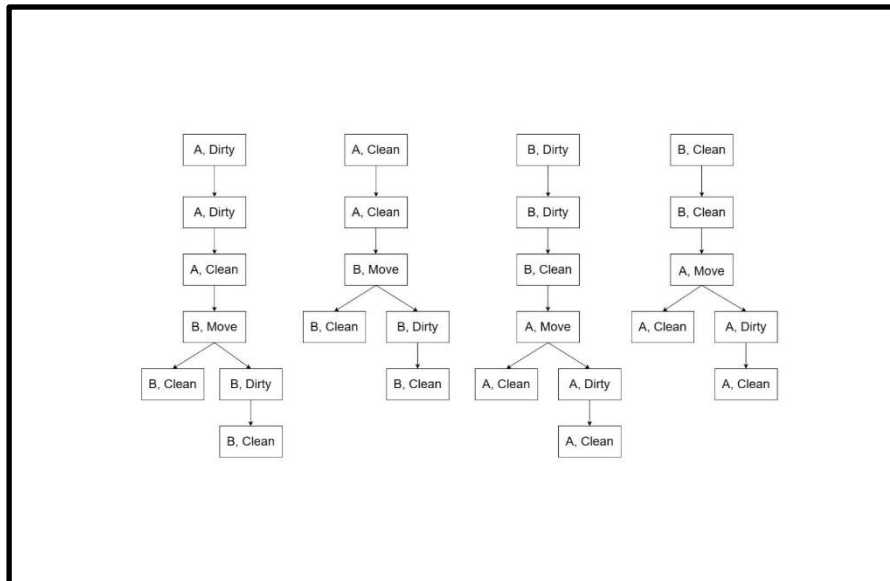 A, Dirty
A, Clean
B, Dirty
B, Clean
A, Dirty
A, Clean
B, Dirty
B, Clean
A, Clean
B, Move
B, Clean
A, Move
B, Move
B, Clean
B, Dirty
A, Move
A, Clean
A, Dirty
B, Clean
B, Dirty
B, Clean
A, Clean
A, Dirty
A, Clean
B, Clean
A, Clean